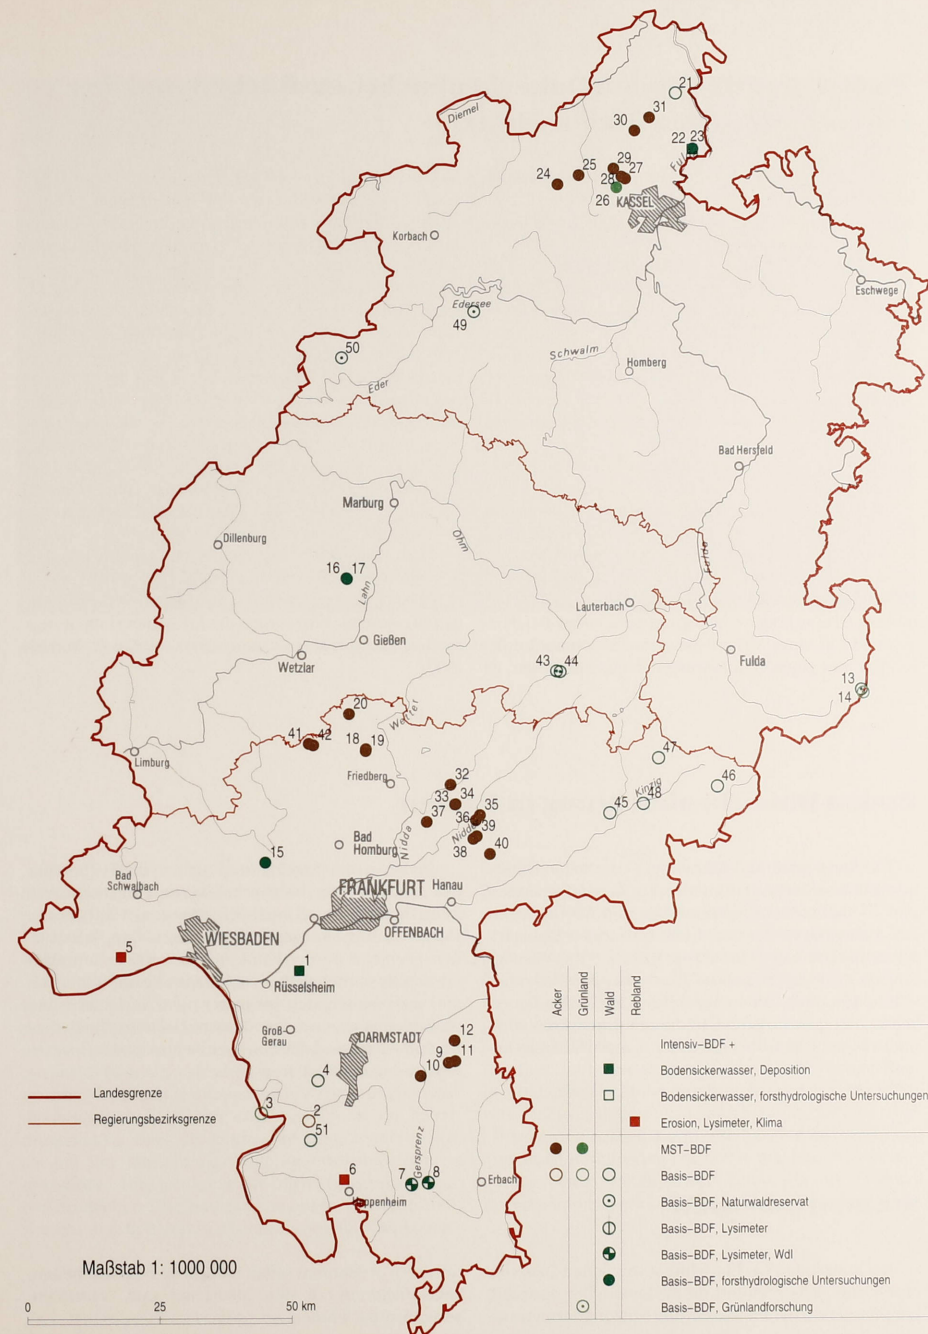 21
31
30
Diemel
22 23
29
25
27
24
28
26
KASSEL
Korbach
Eschwege
Edersee
49
50
Schwalm
Homberg
Eder
Bad Hersfeld
Marburg
Dillenburg
Ohm
Fulda
16 17
Lahn
Lauterbach
Gießen
Wetzlar
43 44
Fulda
13
14
20
Wetter
41 42
18 19
47
Limburg
Friedberg
32
46
Kinzig
33 34
45 48
35
37
36
Nidda
Nidda
39
38
40
Bad
Homburg
15
Bad
Schwalbach
FRANKFURT
Hanau
OFFENBACH
WIESBADEN
5
1
Rüsselsheim
Groß-
Gerau
DARMSTADT
12
9
11
10
4
3
2
51
Gersprenz
6
7
8
Erbach
Heppenheim
Landesgrenze
Regierungsbezirksgrenze
Maßstab 1: 1000 000
0 25 50 km
Acker
Grünland
Wald
Rebland
Intensiv-BDF +
Bodensickerwasser, Deposition
Bodensickerwasser, forsthydrologische Untersuchungen
Erosion, Lysimeter, Klima
MST-BDF
Basis-BDF
Basis-BDF, Naturwaldreservat
Basis-BDF, Lysimeter
Basis-BDF, Lysimeter, Wdl
Basis-BDF, forsthydrologische Untersuchungen
Basis-BDF, Grünlandforschung